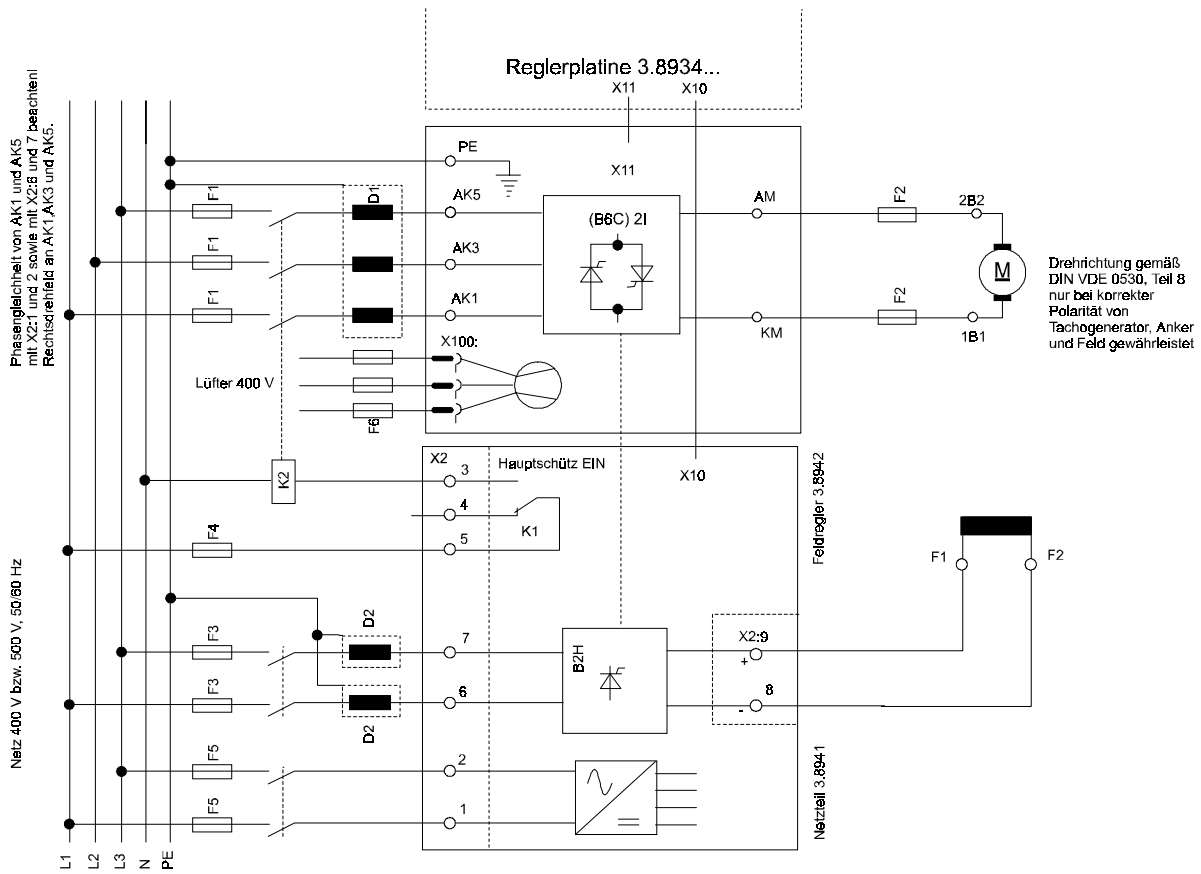 Reglerplatine 3.8934...
X11
X10
Phasengleichheit von AK1 und AK5
mit X2:1 und 2 sowie mit X2:6 und 7 beachten!
Rechtsdrehfeld an AK1,AK3 und AK5.
PE
X11
F1
D1
AK5
(B6C) 2I
AM
F2
2B2
F1
AK3
M
Drehrichtung gemäß
DIN VDE 0530, Teil 8
nur bei korrekter
Polarität von
Tachogenerator, Anker
und Feld gewährleistet
F1
AK1
KM
F2
1B1
X100:
Lüfter 400 V
F6
X2
Hauptschütz EIN
X10
Feldregler 3.8942
K2
3
4
K1
F4
5
F1
F2
Netz 400 V bzw. 500 V, 50/60 Hz
D2
F3
7
B2H
X2:9
+
F3
6
8
-
D2
F5
2
Netzteil 3.8941
F5
1
L1
L2
L3
N
PE